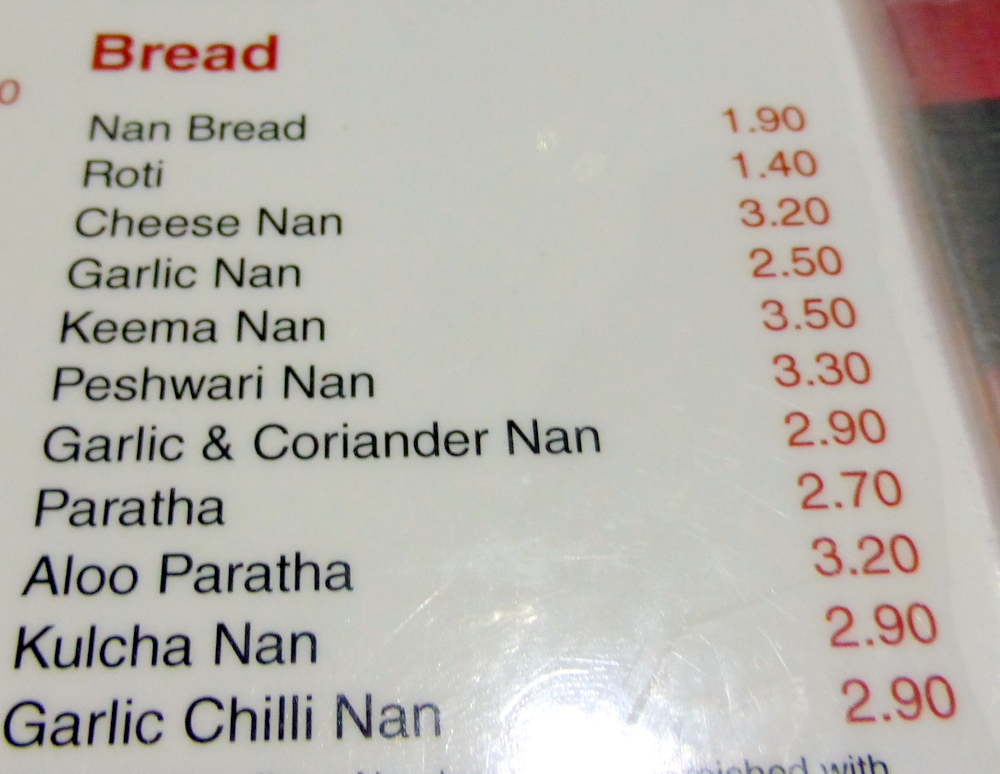 Bread
Nan Bread 1.90
Roti 1.40
Cheese Nan 3.20
Garlic Nan 2.50
Keema Nan 3.50
Peshwari Nan 3.30
Garlic & Coriander Nan 2.90
Paratha 2.70
Aloo Paratha 3.20
Kulcha Nan 2.90
Garlic Chilli Nan 2.90
with